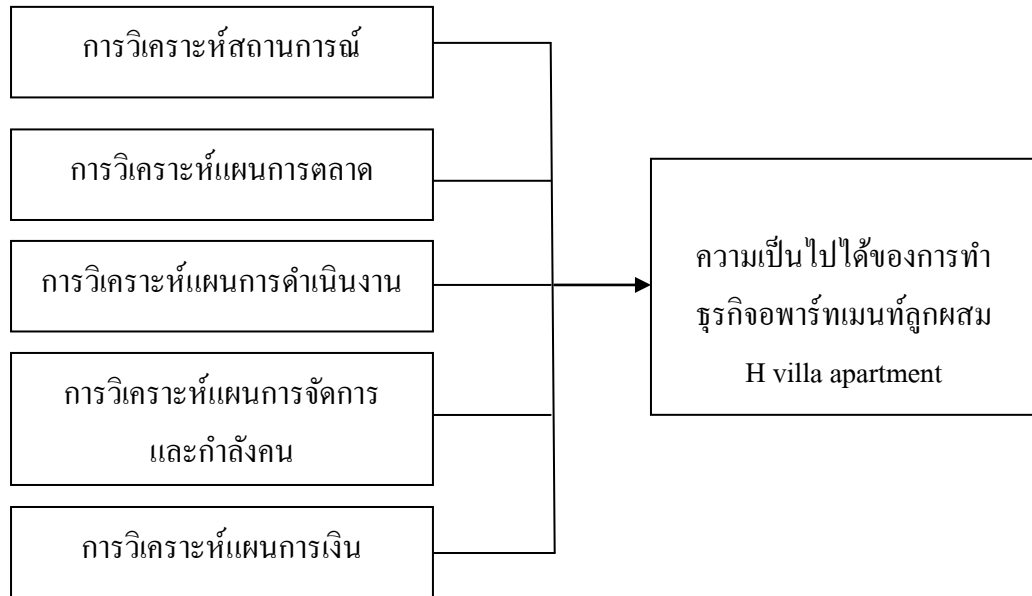 การวิเคราะห์สถานการณ์
การวิเคราะห์แผนการตลาด
การวิเคราะห์แผนการดำเนินงาน
การวิเคราะห์แผนการจัดการ
และกำลังคน
การวิเคราะห์แผนการเงิน
ความเป็นไปได้ของการทำ
ธุรกิจอพาร์ทเมนท์ลูกผสม
H villa apartment